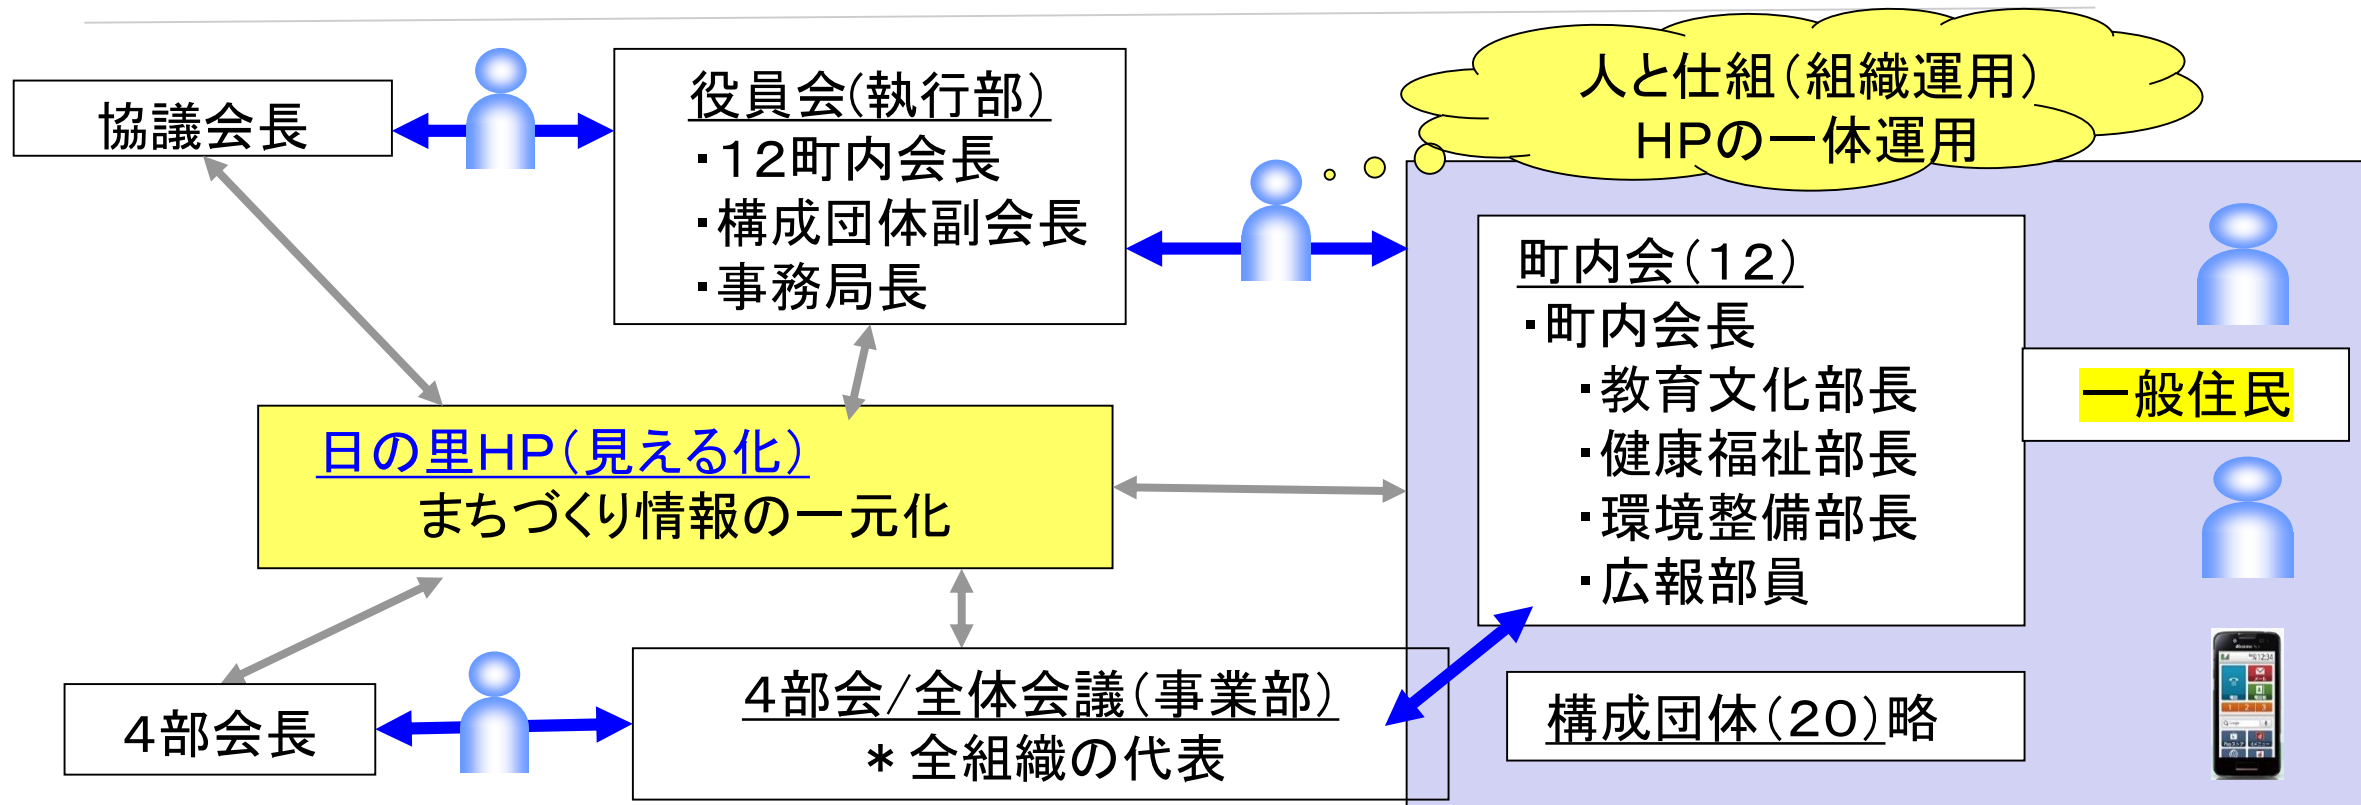 人と仕組(組織運用)
HPの一体運用
協議会長
役員会(執行部)
・12町内会長
・構成団体副会長
・事務局長
町内会(12)
・町内会長
・教育文化部長
・健康福祉部長
・環境整備部長
・広報部員
一般住民
日の里HP(見える化)
まちづくり情報の一元化
4部会長
4部会/全体会議(事業部)
*全組織の代表
構成団体(20)略
12:34